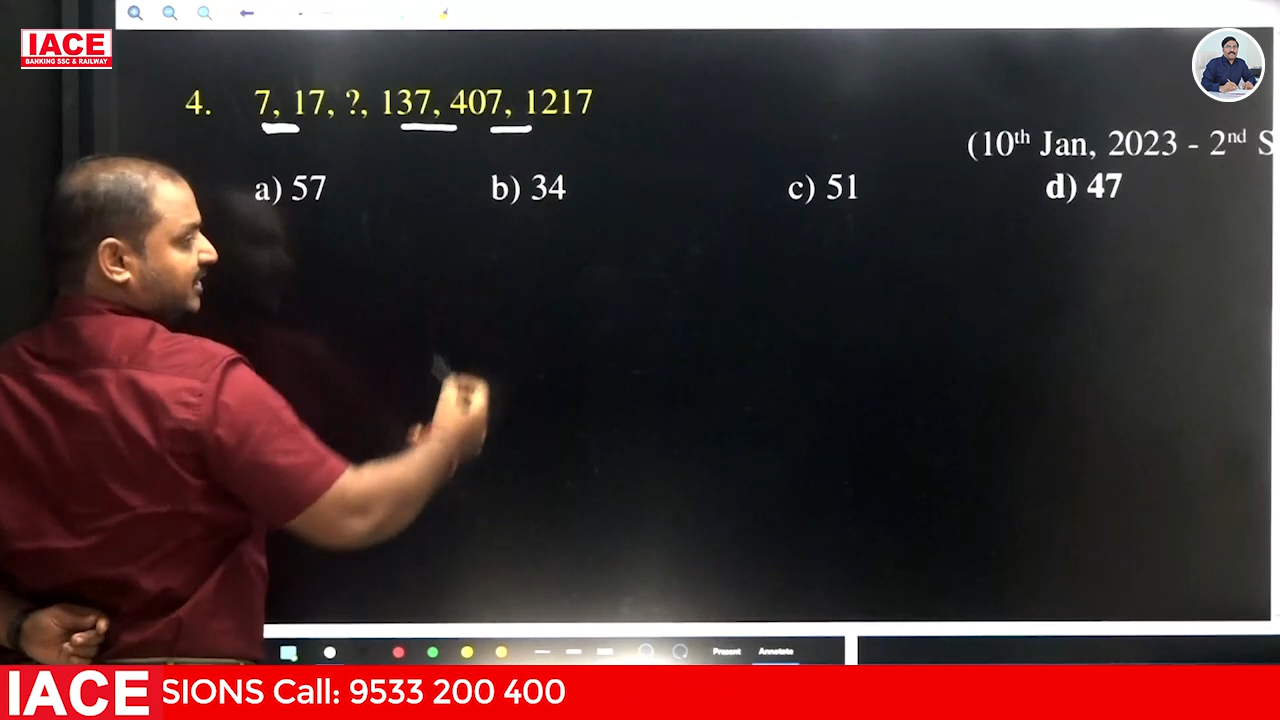 IACE
BANKING SSC & RAILWAY
4. 7, 17, ?, 137, 407, 1217
(10th Jan, 2023 - 2nd S
a) 57 b) 34 c) 51 d) 47
Present Annotate
IACE SIONS Call: 9533 200 400